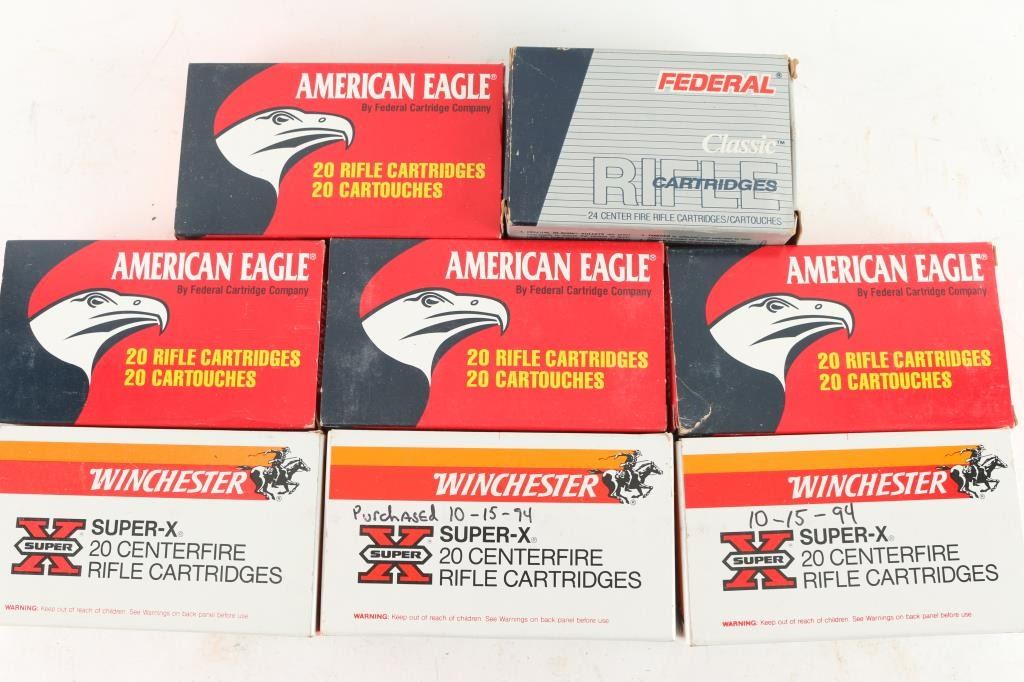 AMERICAN EAGLE®
By Federal Cartridge Company
20 RIFLE CARTRIDGES
20 CARTOUCHES
FEDERAL®
Classic™
RIFLE
CARTRIDGES
24 CENTER FIRE RIFLE CARTRIDGES/CARTOUCHES
AMERICAN EAGLE®
By Federal Cartridge Company
20 RIFLE CARTRIDGES
20 CARTOUCHES
AMERICAN EAGLE®
By Federal Cartridge Company
20 RIFLE CARTRIDGES
20 CARTOUCHES
AMERICAN EAGLE®
By Federal Cartridge Company
20 RIFLE CARTRIDGES
20 CARTOUCHES
WINCHESTER®
X SUPER
SUPER-X®
20 CENTERFIRE
RIFLE CARTRIDGES
WARNING: Keep out of reach of children. See Warnings on back panel before use
WINCHESTER®
Purchased 10-15-94
X SUPER
SUPER-X®
20 CENTERFIRE
RIFLE CARTRIDGES
WARNING: Keep out of reach of children. See Warnings on back panel before use
WINCHESTER®
10-15-94
X SUPER
SUPER-X®
20 CENTERFIRE
RIFLE CARTRIDGES
WARNING: Keep out of reach of children. See Warnings on back panel before use